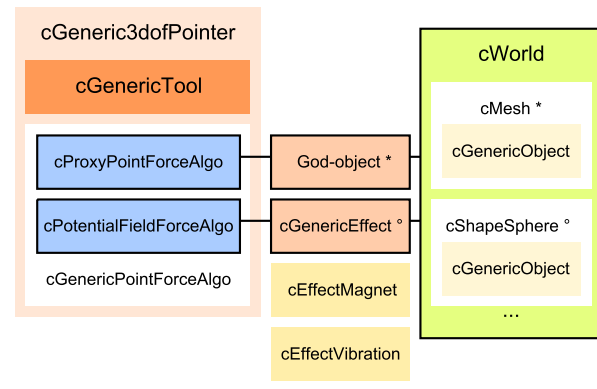 cGeneric3dofPointer
cGenericTool
cProxyPointForceAlgo
cPotentialFieldForceAlgo
cGenericPointForceAlgo
God-object *
cGenericEffect °
cEffectMagnet
cEffectVibration
cWorld
cMesh *
cGenericObject
cShapeSphere °
cGenericObject
...